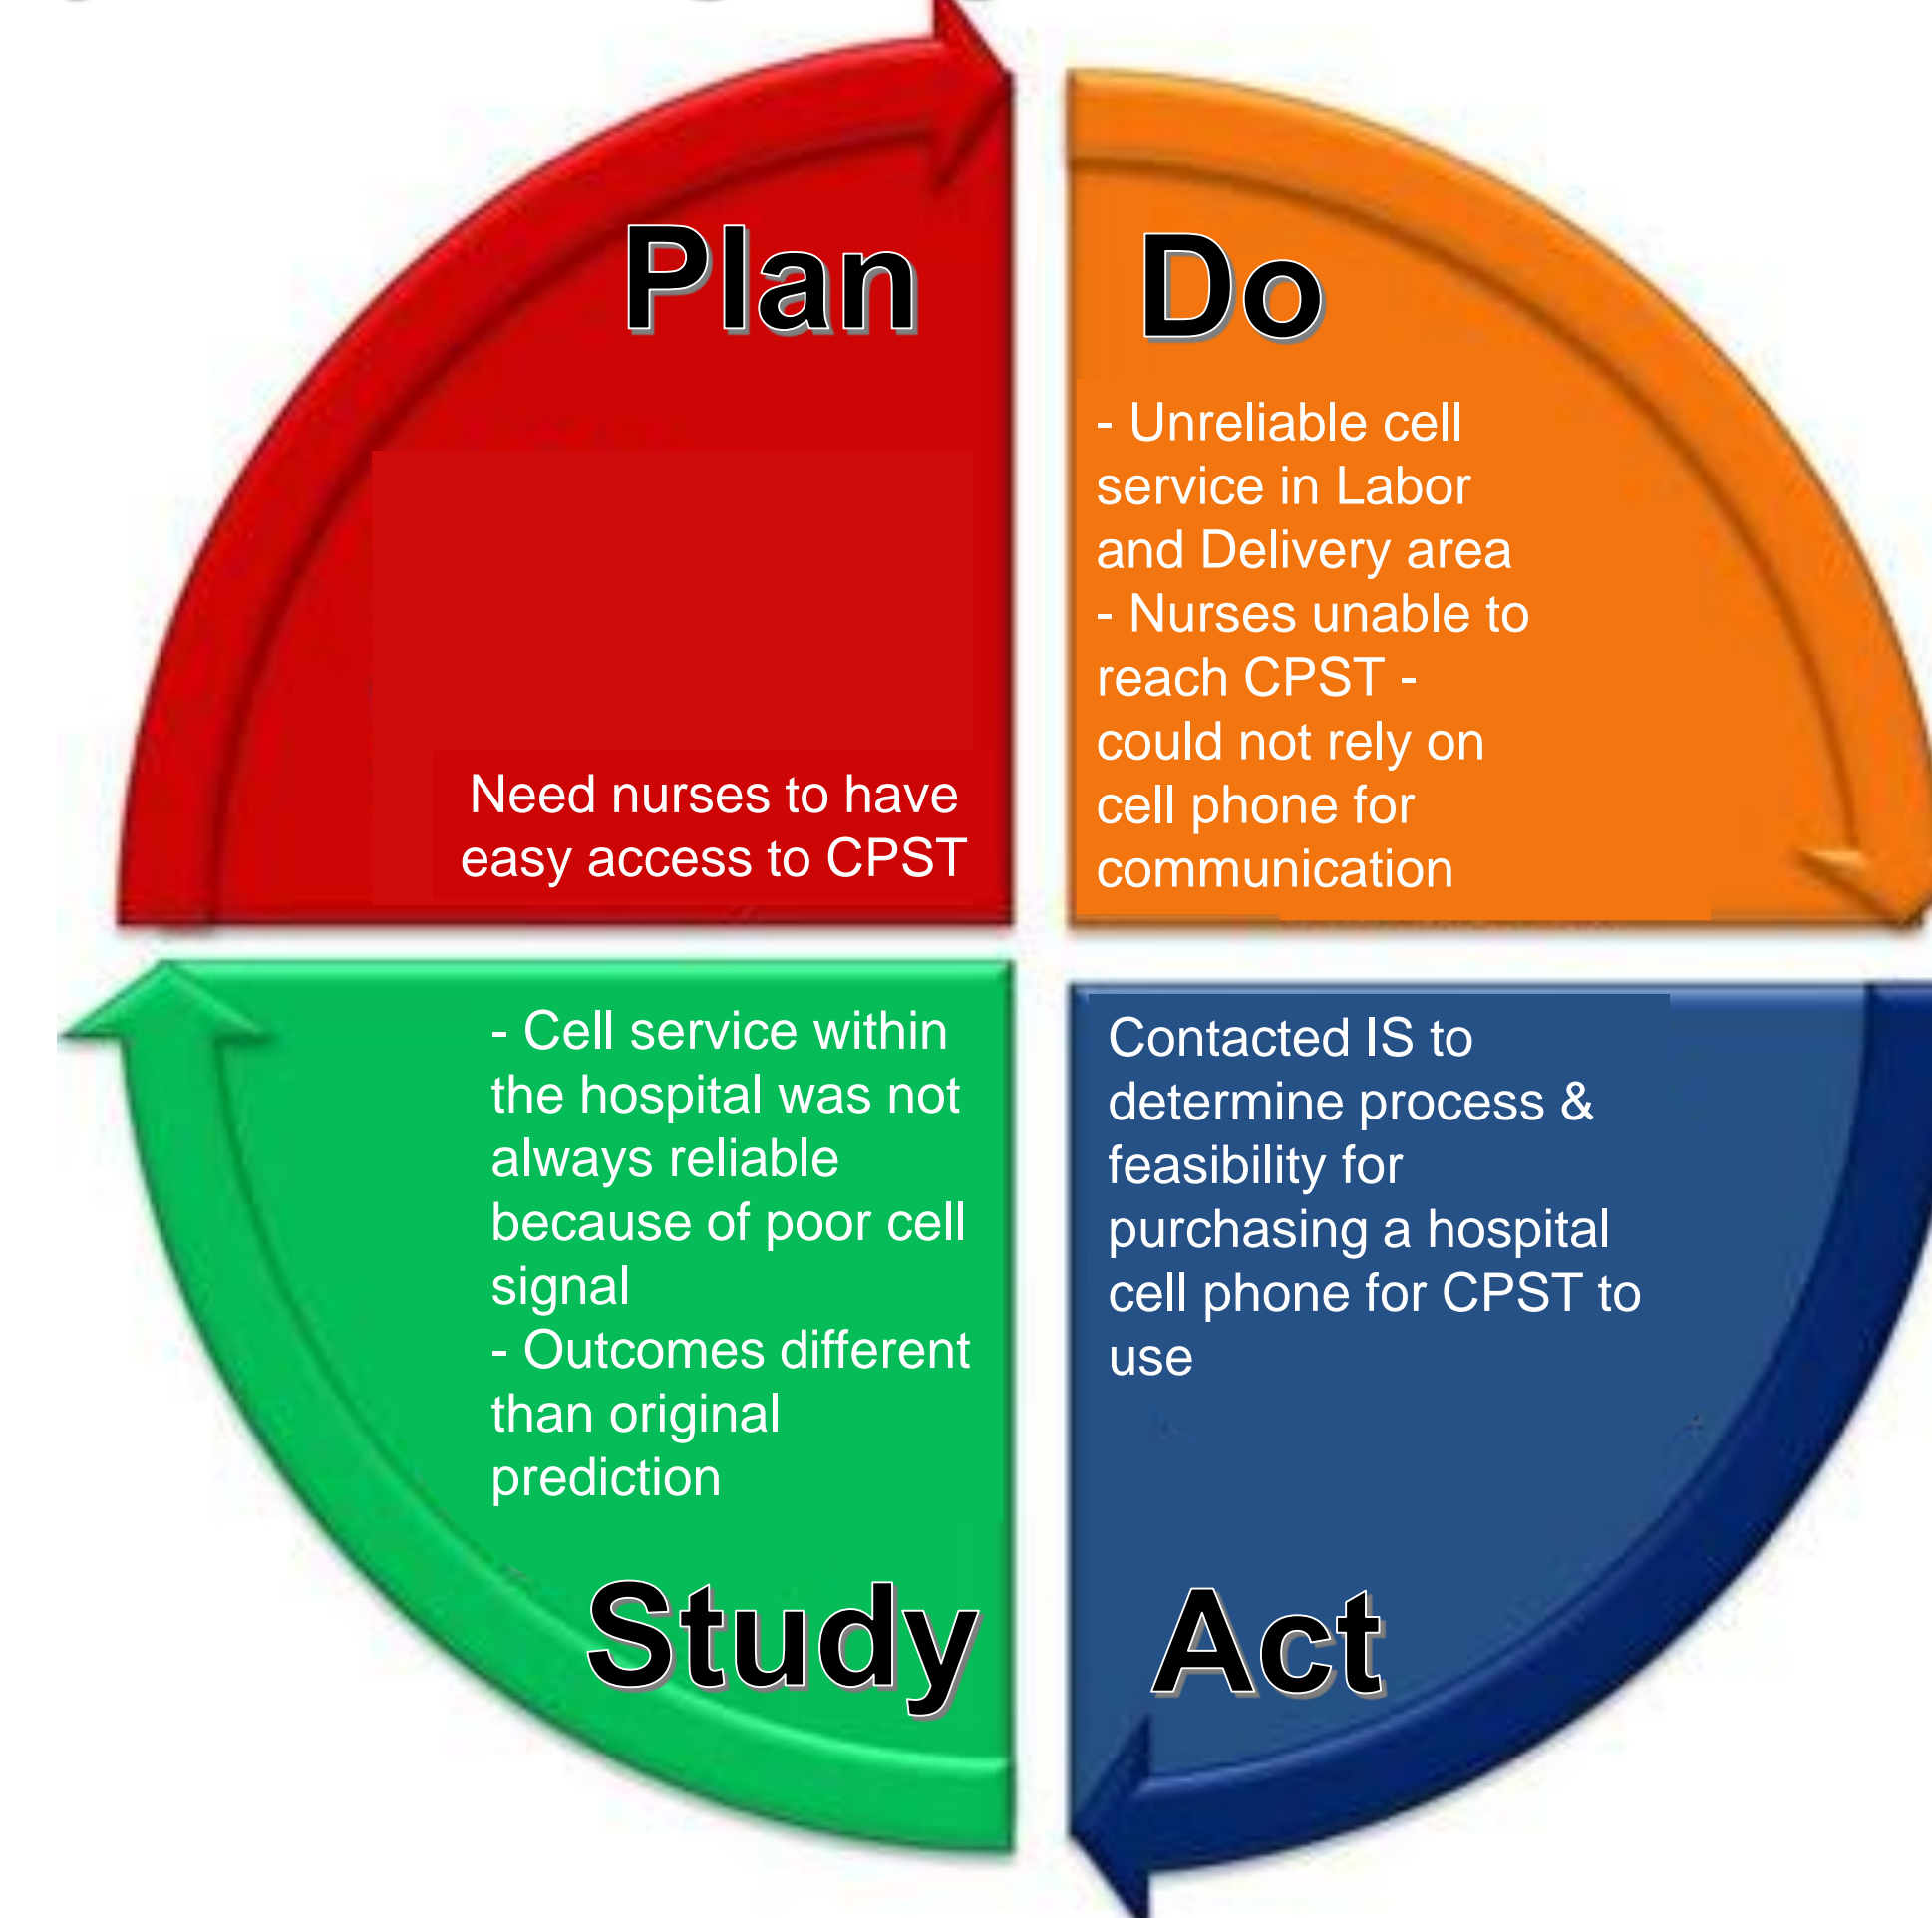 Plan
Need nurses to have
easy access to CPST
Do
- Unreliable cell
service in Labor
and Delivery area
- Nurses unable to
reach CPST -
could not rely on
cell phone for
communication
- Cell service within
the hospital was not
always reliable
because of poor cell
signal
- Outcomes different
than original
prediction
Study
Contacted IS to
determine process &
feasibility for
purchasing a hospital
cell phone for CPST to
use
Act